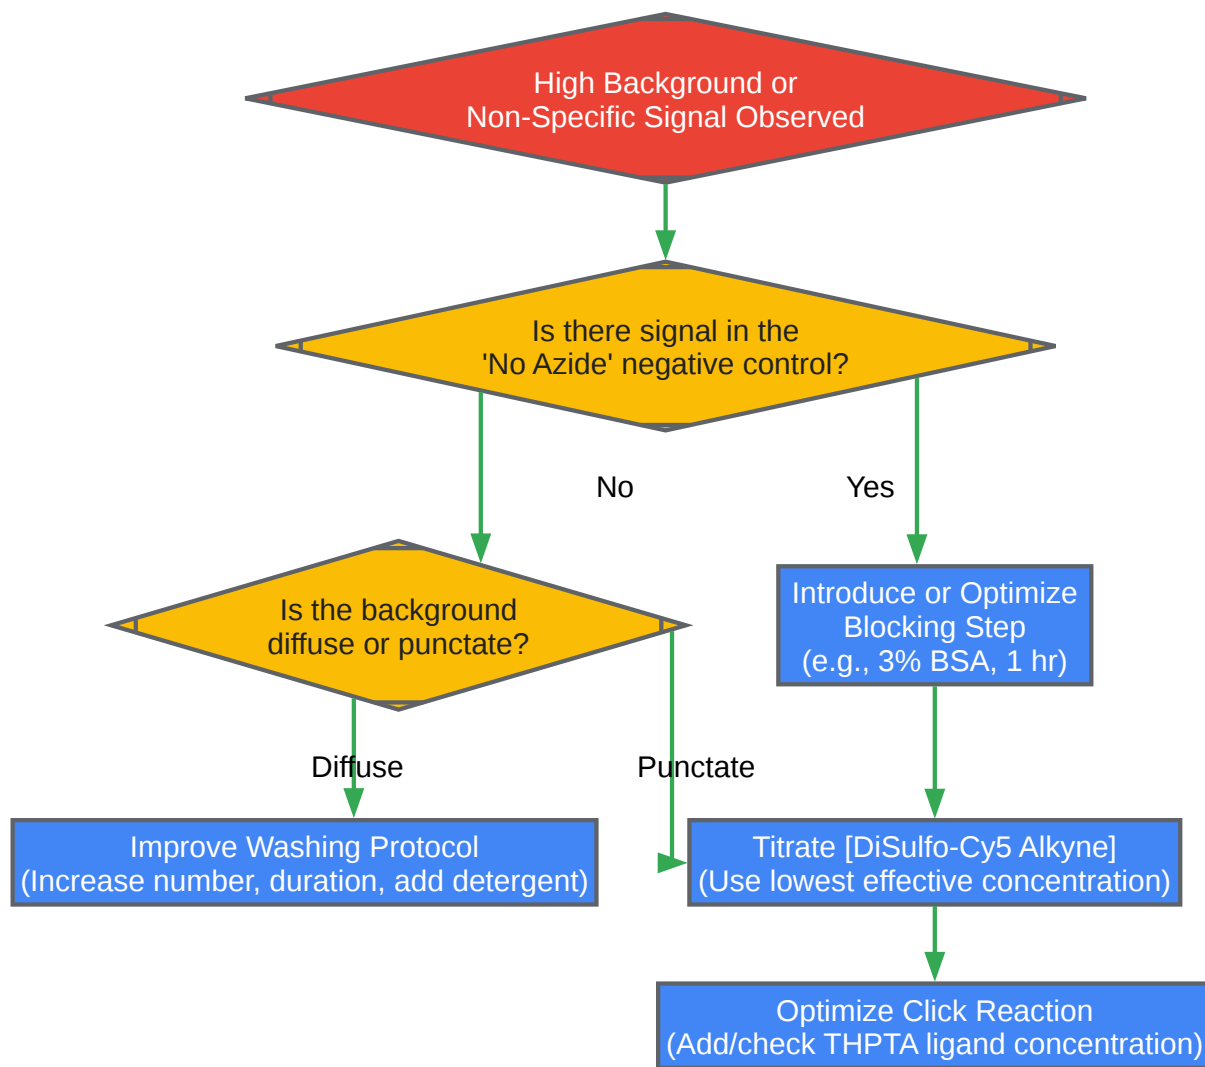 High Background or
Non-Specific Signal Observed
Is there signal in the
'No Azide' negative control?
No
Yes
Is the background
diffuse or punctate?
Introduce or Optimize
Blocking Step
(e.g., 3% BSA, 1 hr)
Diffuse
Punctate
Improve Washing Protocol
(Increase number, duration, add detergent)
Titrate [DiSulfo-Cy5 Alkyne]
(Use lowest effective concentration)
Optimize Click Reaction
(Add/check THPTA ligand concentration)